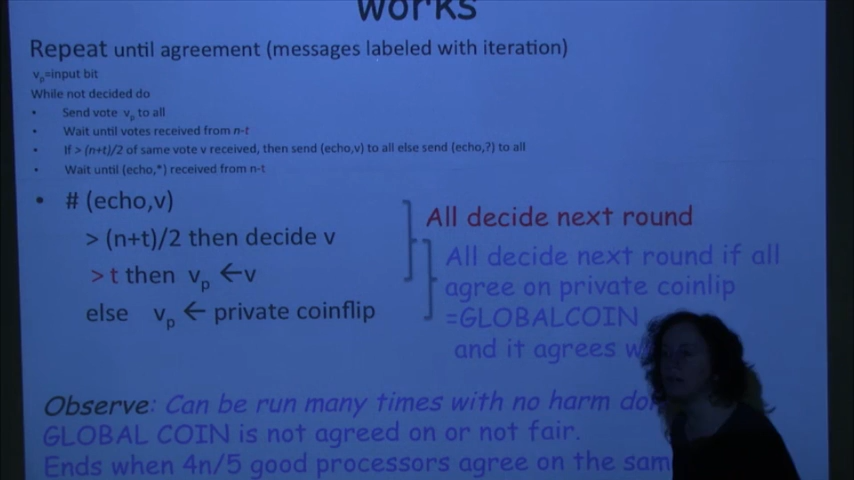 works
Repeat until agreement (messages labeled with iteration)
vp=input bit
While not decided do
• Send vote vp to all
• Wait until votes received from n-t
• If > (n+t)/2 of same vote v received, then send (echo,v) to all else send (echo,?) to all
• Wait until (echo,*) received from n-t
• # (echo,v)
> (n+t)/2 then decide v
> t then vp ←v
else vp ← private coinflip
All decide next round
All decide next round if all
agree on private coinlip
=GLOBALCOIN
and it agrees
Observe: Can be run many times with no harm
GLOBAL COIN is not agreed on or not fair.
Ends when 4n/5 good processors agree on the